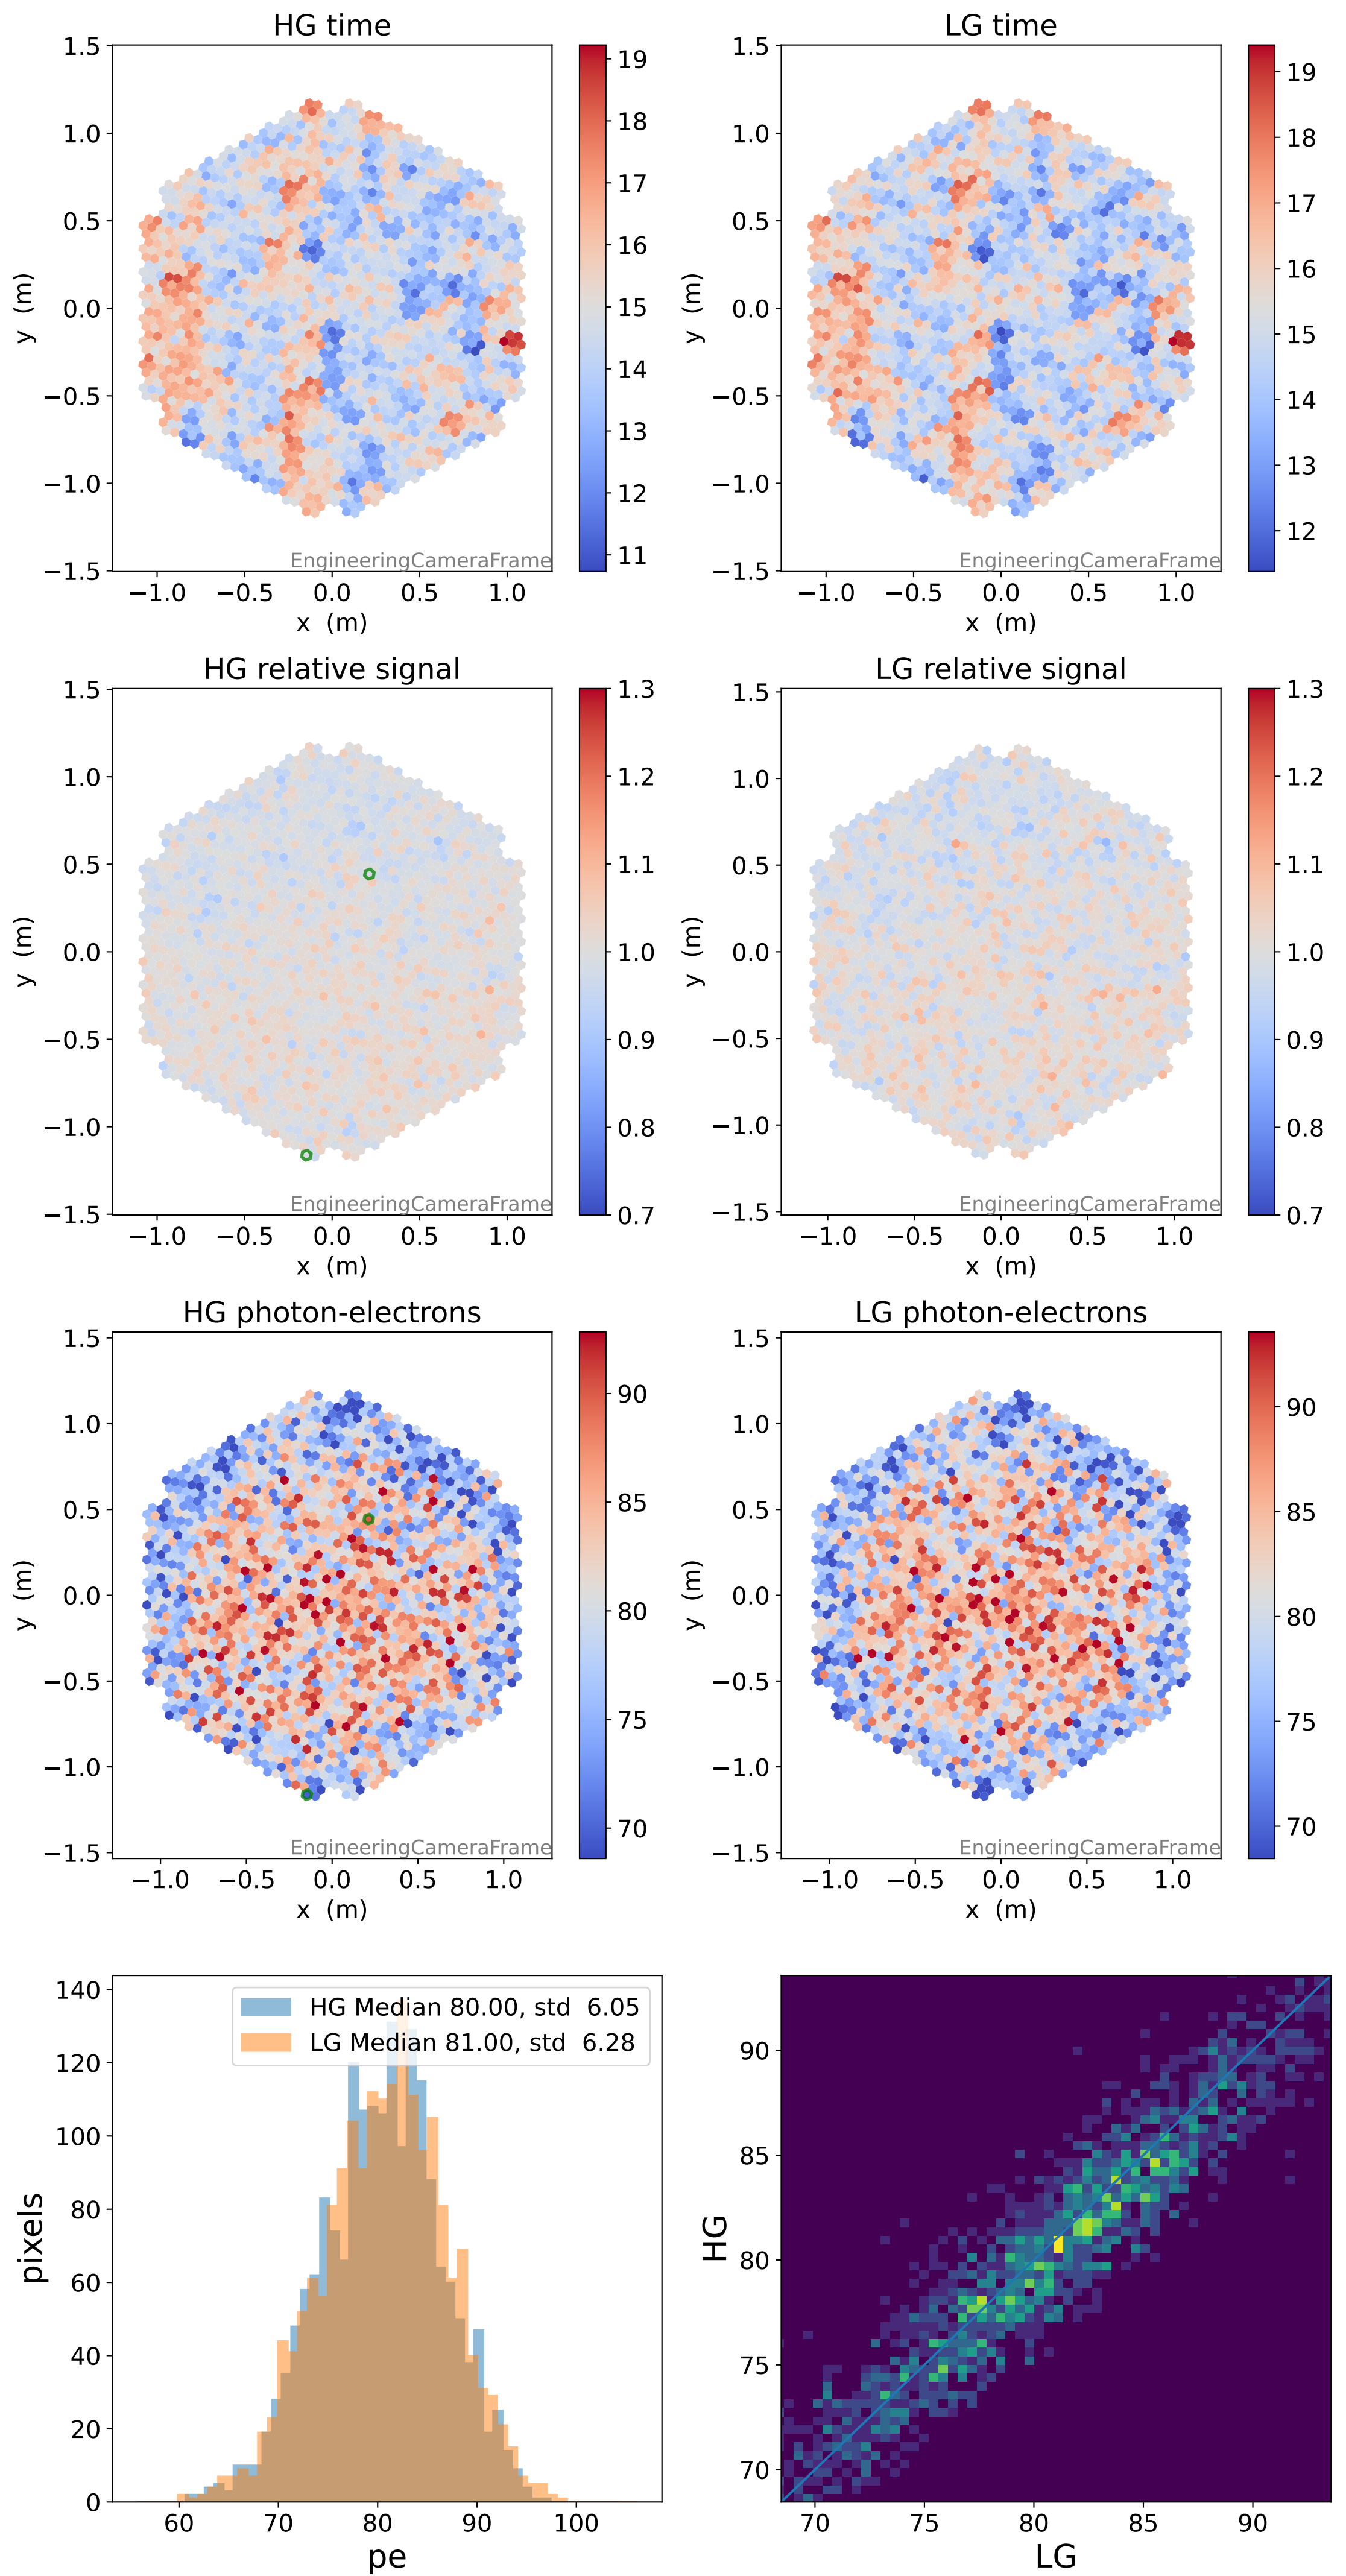 HG time
1.5
1.0
0.5
0.0
−0.5
−1.0
−1.5
y (m)
−1.0 −0.5 0.0 0.5 1.0
x (m)
EngineeringCameraFrame
19
18
17
16
15
14
13
12
11
LG time
1.5
1.0
0.5
0.0
−0.5
−1.0
−1.5
y (m)
−1.0 −0.5 0.0 0.5 1.0
x (m)
EngineeringCameraFrame
19
18
17
16
15
14
13
12
HG relative signal
1.5
1.0
0.5
0.0
−0.5
−1.0
−1.5
y (m)
−1.0 −0.5 0.0 0.5 1.0
x (m)
EngineeringCameraFrame
1.3
1.2
1.1
1.0
0.9
0.8
0.7
LG relative signal
1.5
1.0
0.5
0.0
−0.5
−1.0
−1.5
y (m)
−1.0 −0.5 0.0 0.5 1.0
x (m)
EngineeringCameraFrame
1.3
1.2
1.1
1.0
0.9
0.8
0.7
HG photon-electrons
1.5
1.0
0.5
0.0
−0.5
−1.0
−1.5
y (m)
−1.0 −0.5 0.0 0.5 1.0
x (m)
EngineeringCameraFrame
90
85
80
75
70
LG photon-electrons
1.5
1.0
0.5
0.0
−0.5
−1.0
−1.5
y (m)
−1.0 −0.5 0.0 0.5 1.0
x (m)
EngineeringCameraFrame
90
85
80
75
70
HG Median 80.00, std 6.05
LG Median 81.00, std 6.28
140
120
100
80
60
40
20
0
pixels
60 70 80 90 100
pe
90
85
80
75
70
HG
70 75 80 85 90
LG